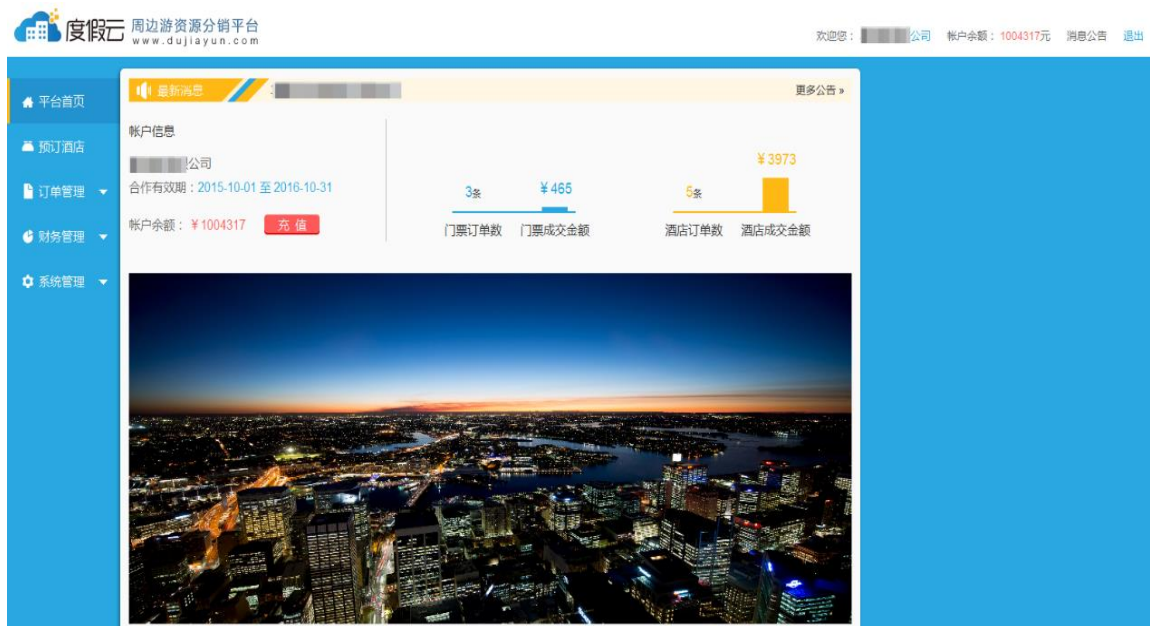 度假云 周边游资源分销平台
www.dujiayun.com
欢迎您： 公司 帐户余额：1004317元 消息公告 退出
平台首页
预订酒店
订单管理
财务管理
系统管理
最新消息
更多公告 »
帐户信息
公司
合作有效期：2015-10-01 至 2016-10-31
帐户余额：￥1004317 充 值
3条 ￥465
门票订单数 门票成交金额
5条 ￥3973
酒店订单数 酒店成交金额